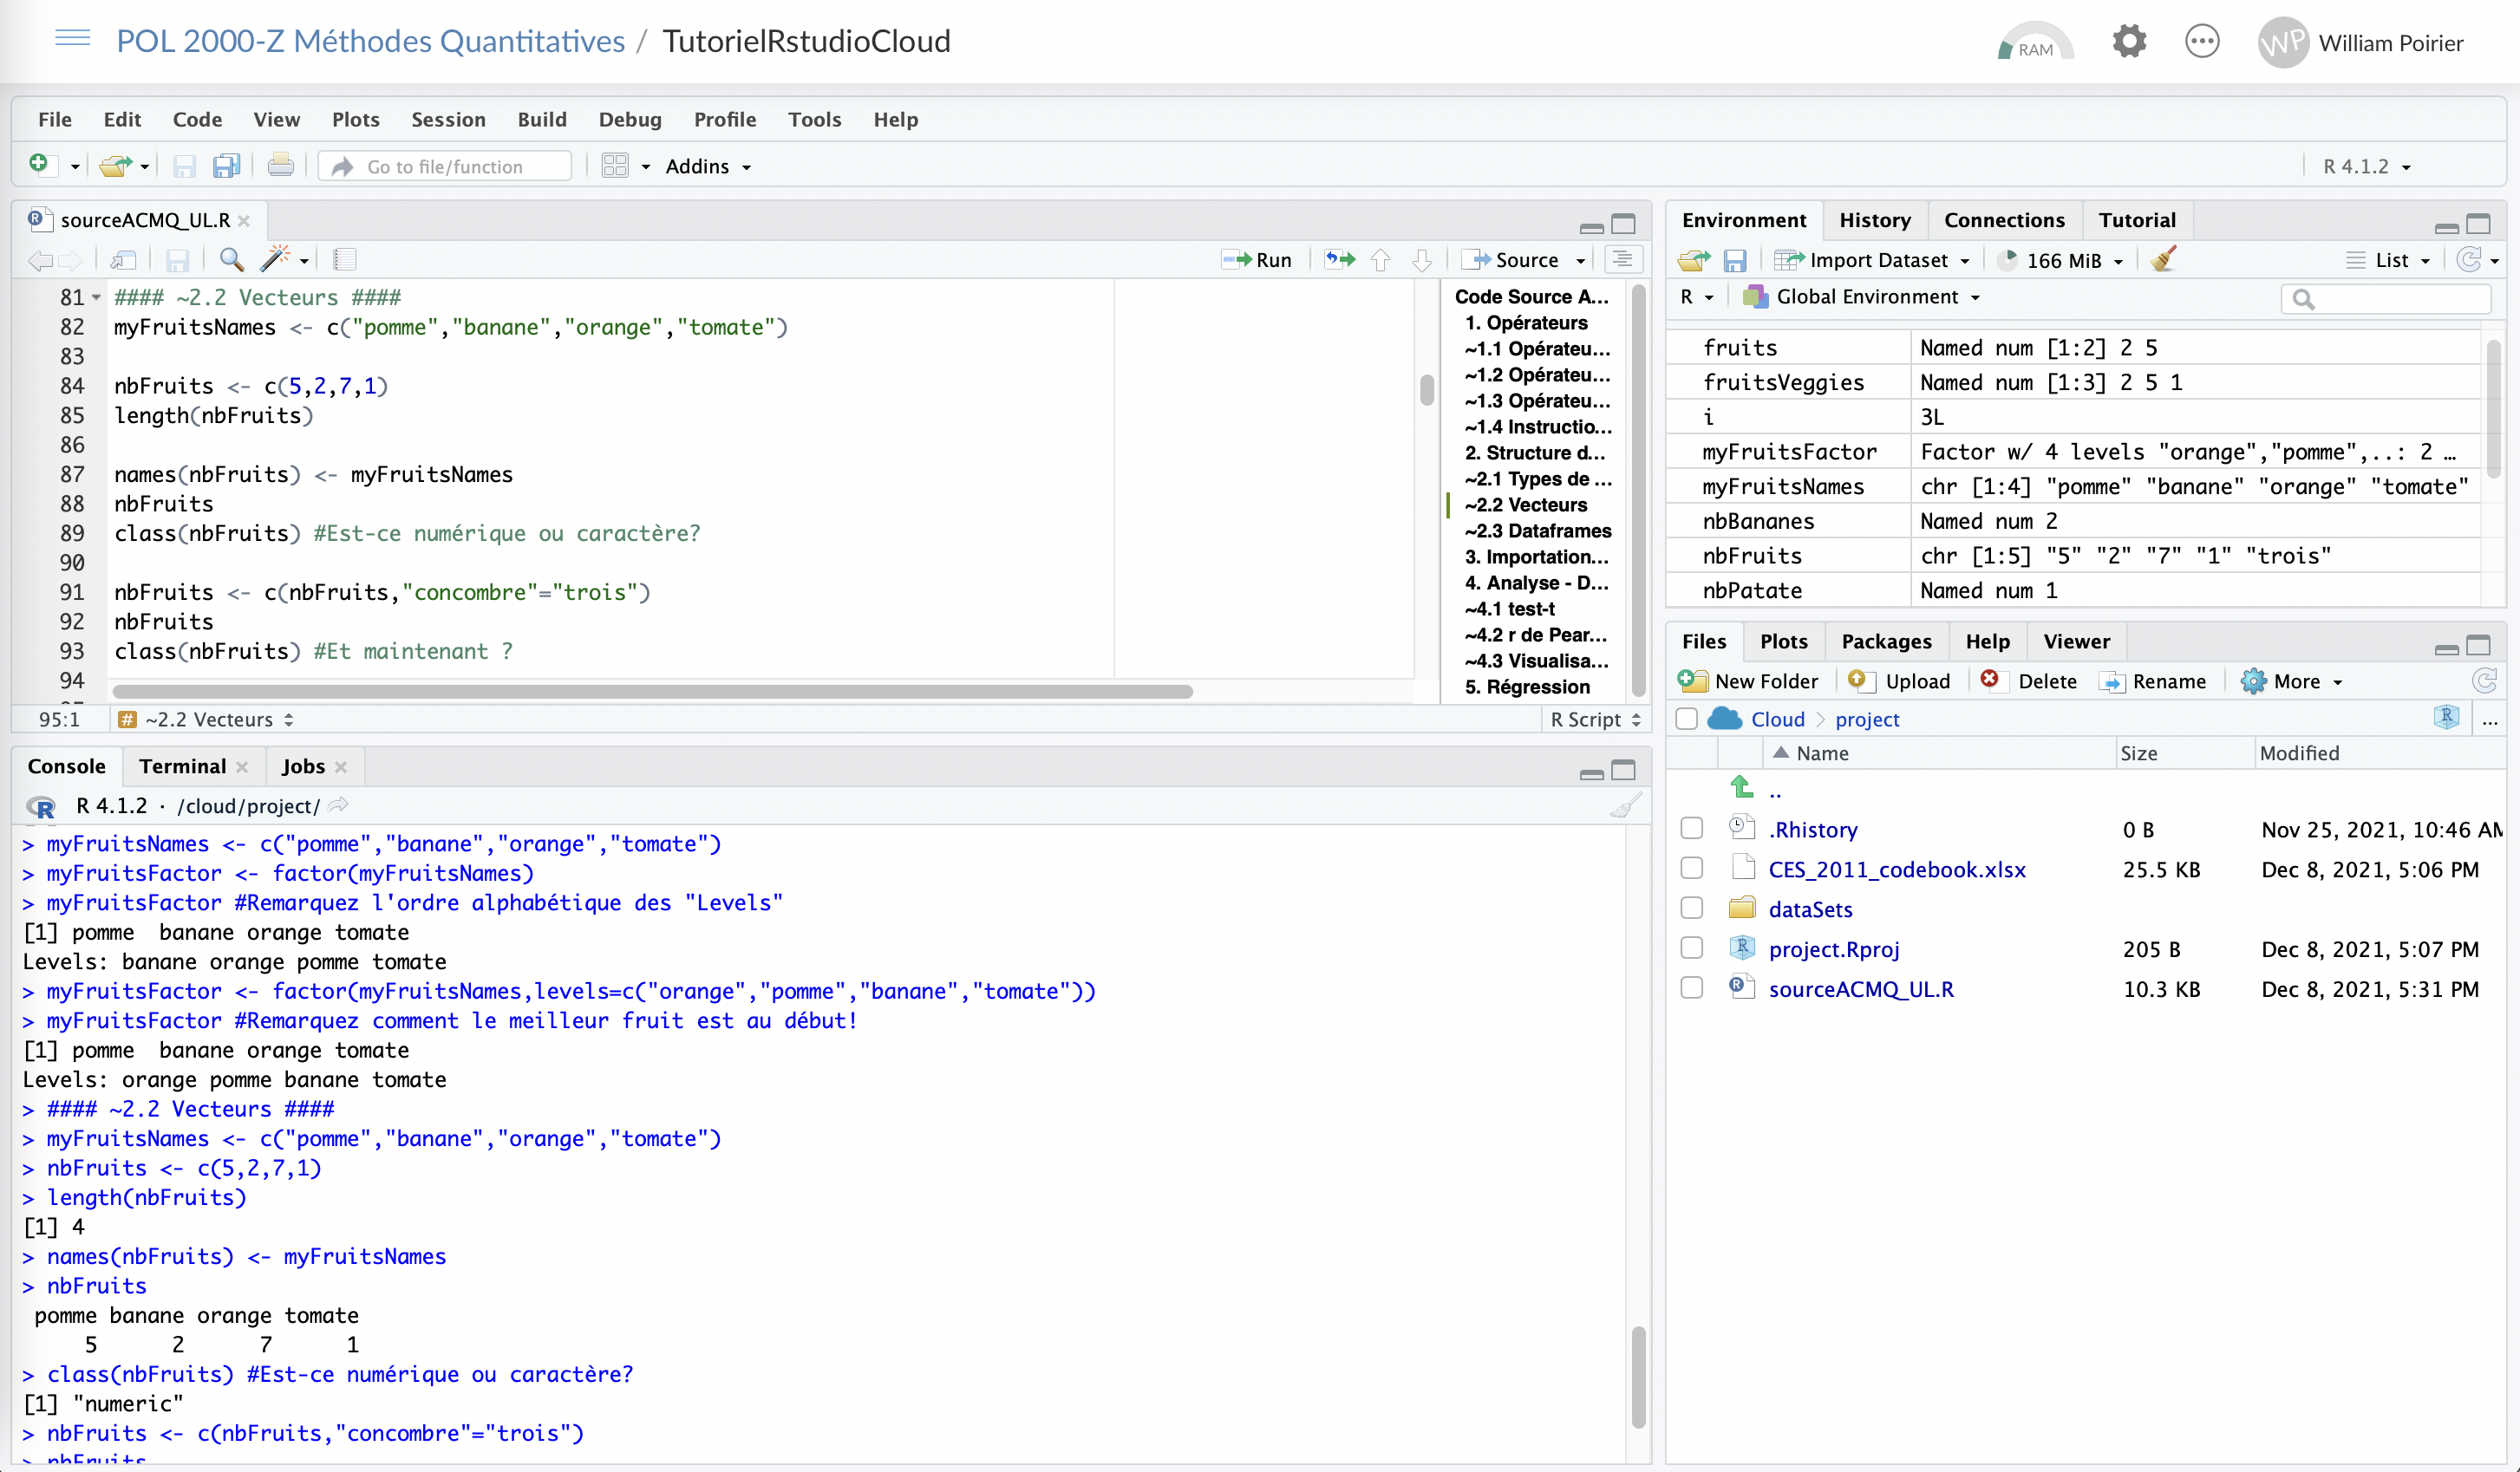 POL 2000-Z Méthodes Quantitatives / TutorielRstudioCloud
RAM
WP William Poirier
File Edit Code View Plots Session Build Debug Profile Tools Help
Go to file/function Addins R 4.1.2
sourceACMQ_UL.R
Run Source
81 #### ~2.2 Vecteurs ####
82 myFruitsNames <- c("pomme","banane","orange","tomate")
83
84 nbFruits <- c(5,2,7,1)
85 length(nbFruits)
86
87 names(nbFruits) <- myFruitsNames
88 nbFruits
89 class(nbFruits) #Est-ce numérique ou caractère?
90
91 nbFruits <- c(nbFruits,"concombre"="trois")
92 nbFruits
93 class(nbFruits) #Et maintenant ?
94
Code Source A...
1. Opérateurs
~1.1 Opérateu...
~1.2 Opérateu...
~1.3 Opérateu...
~1.4 Instructio...
2. Structure d...
~2.1 Types de ...
~2.2 Vecteurs
~2.3 Dataframes
3. Importation...
4. Analyse - D...
~4.1 test-t
~4.2 r de Pear...
~4.3 Visualisa...
5. Régression
95:1 # ~2.2 Vecteurs R Script
Console Terminal Jobs
R R 4.1.2 · /cloud/project/
> myFruitsNames <- c("pomme","banane","orange","tomate")
> myFruitsFactor <- factor(myFruitsNames)
> myFruitsFactor #Remarquez l'ordre alphabétique des "Levels"
[1] pomme  banane orange tomate
Levels: banane orange pomme tomate
> myFruitsFactor <- factor(myFruitsNames,levels=c("orange","pomme","banane","tomate"))
> myFruitsFactor #Remarquez comment le meilleur fruit est au début!
[1] pomme  banane orange tomate
Levels: orange pomme banane tomate
> #### ~2.2 Vecteurs ####
> myFruitsNames <- c("pomme","banane","orange","tomate")
> nbFruits <- c(5,2,7,1)
> length(nbFruits)
[1] 4
> names(nbFruits) <- myFruitsNames
> nbFruits
pomme banane orange tomate
5 2 7 1
> class(nbFruits) #Est-ce numérique ou caractère?
[1] "numeric"
> nbFruits <- c(nbFruits,"concombre"="trois")
> nbFruits
Environment History Connections Tutorial
Import Dataset 166 MiB List
R Global Environment
fruits Named num [1:2] 2 5
fruitsVeggies Named num [1:3] 2 5 1
i 3L
myFruitsFactor Factor w/ 4 levels "orange","pomme",..: 2 …
myFruitsNames chr [1:4] "pomme" "banane" "orange" "tomate"
nbBananes Named num 2
nbFruits chr [1:5] "5" "2" "7" "1" "trois"
nbPatate Named num 1
Files Plots Packages Help Viewer
New Folder Upload Delete Rename More
Cloud > project R ...
Name Size Modified
..
.Rhistory 0 B Nov 25, 2021, 10:46 AM
CES_2011_codebook.xlsx 25.5 KB Dec 8, 2021, 5:06 PM
dataSets
project.Rproj 205 B Dec 8, 2021, 5:07 PM
sourceACMQ_UL.R 10.3 KB Dec 8, 2021, 5:31 PM